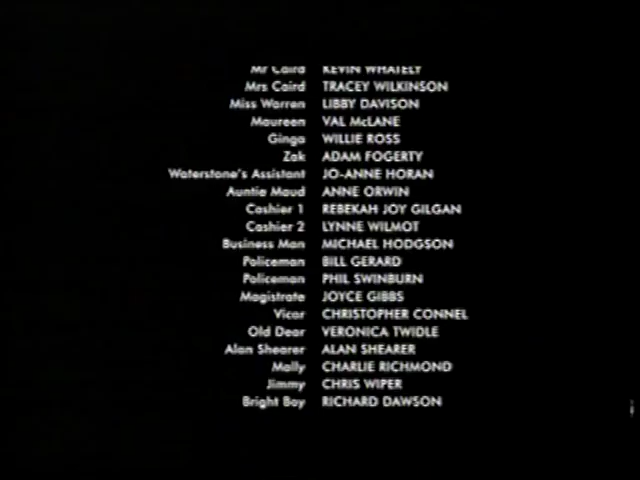 Mr Caird KEVIN WHATELY
Mrs Caird TRACEY WILKINSON
Miss Warren LIBBY DAVISON
Maureen VAL McLANE
Ginga WILLIE ROSS
Zak ADAM FOGERTY
Waterstone's Assistant JO-ANNE HORAN
Auntie Maud ANNE ORWIN
Cashier 1 REBEKAH JOY GILGAN
Cashier 2 LYNNE WILMOT
Business Man MICHAEL HODGSON
Policeman BILL GERARD
Policeman PHIL SWINBURN
Magistrate JOYCE GIBBS
Vicar CHRISTOPHER CONNEL
Old Dear VERONICA TWIDLE
Alan Shearer ALAN SHEARER
Mally CHARLIE RICHMOND
Jimmy CHRIS WIPER
Bright Boy RICHARD DAWSON